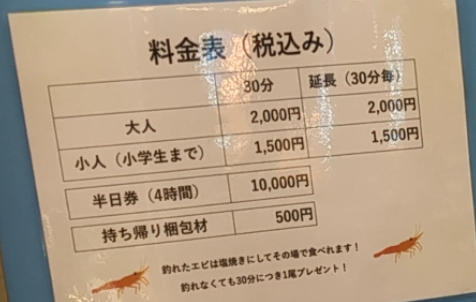 料金表（税込み）
30分 延長（30分毎）
大人 2,000円 2,000円
小人（小学生まで） 1,500円 1,500円
半日券（4時間） 10,000円
持ち帰り梱包材 500円
釣れたエビは塩焼きにしてその場で食べれます！
釣れなくても30分につき1尾プレゼント！